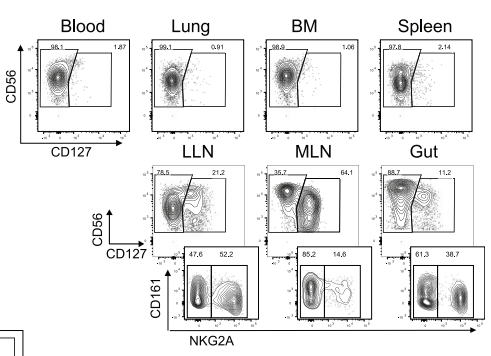 Blood Lung BM Spleen
98.1 1.87 99.1 0.91 98.9 1.06 97.8 2.14
CD56
CD127
LLN MLN Gut
78.5 21.2 35.7 64.1 88.7 11.2
CD56
CD127
47.6 52.2 85.2 14.6 61.3 38.7
CD161
NKG2A